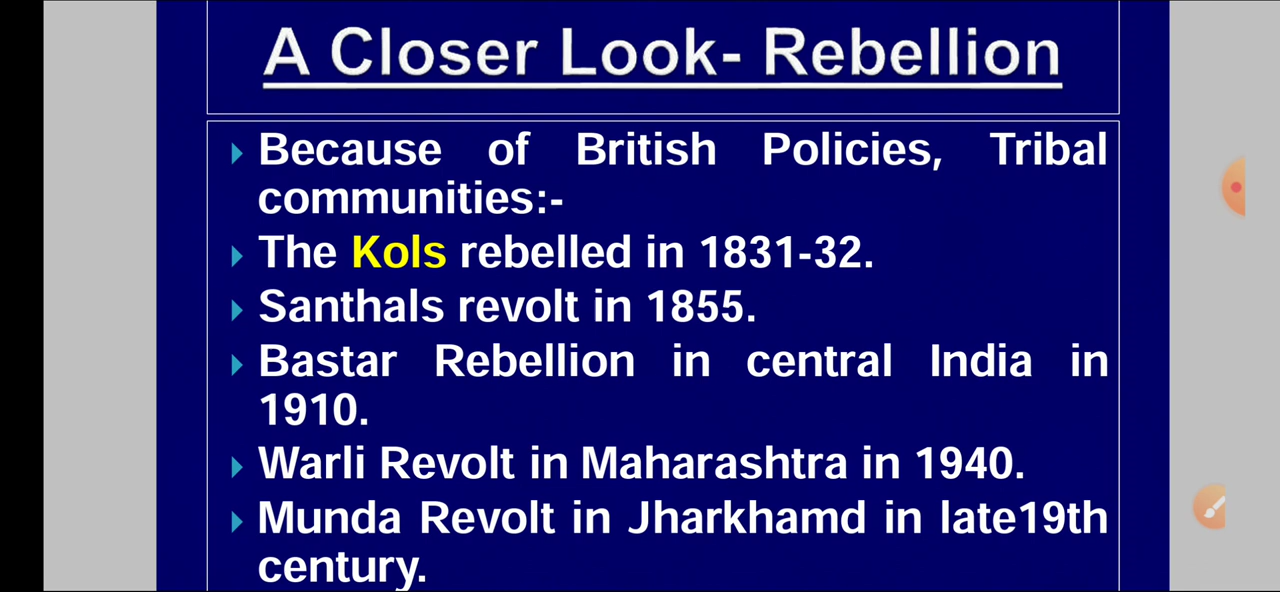 A Closer Look- Rebellion
Because of British Policies, Tribal
communities:-
The Kols rebelled in 1831-32.
Santhals revolt in 1855.
Bastar Rebellion in central India in
1910.
Warli Revolt in Maharashtra in 1940.
Munda Revolt in Jharkhamd in late19th
century.